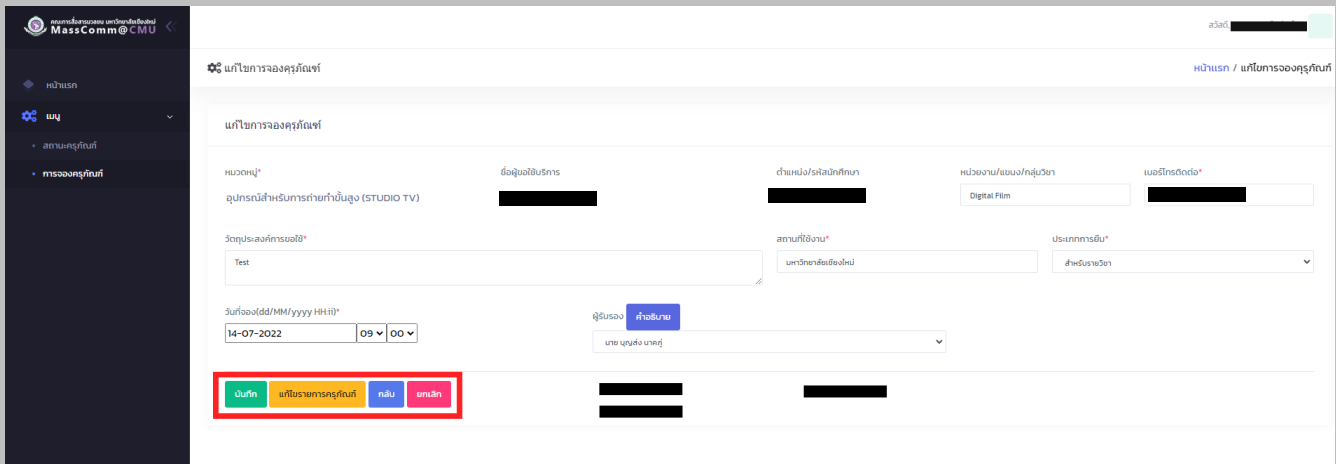 คณะการสื่อสารมวลชน มหาวิทยาลัยเชียงใหม่
MassComm@CMU
สวัสดี,
หน้าแรก
เมนู
สถานะครุภัณฑ์
การจองครุภัณฑ์
แก้ไขการจองคุรุภัณฑ์
หน้าแรก / แก้ไขการจองคุรุภัณฑ์
แก้ไขการจองคุรุภัณฑ์
หมวดหมู่*
ชื่อผู้ขอใช้บริการ
ตำแหน่ง/รหัสนักศึกษา
หน่วยงาน/แขนง/กลุ่มวิชา
เบอร์โทรติดต่อ*
อุปกรณ์สำหรับการถ่ายทำขั้นสูง (STUDIO TV)
Digital Film
วัตถุประสงค์การขอใช้*
สถานที่ใช้งาน*
ประเภทการยืม*
Test
มหาวิทยาลัยเชียงใหม่
สำหรับรายวิชา
วันที่จอง(dd/MM/yyyy HH:ii)*
ผู้รับรอง คำอธิบาย
14-07-2022 09 00
นาย บุญส่ง นาคภู่
บันทึก แก้ไขรายการครุภัณฑ์ กลับ ยกเลิก